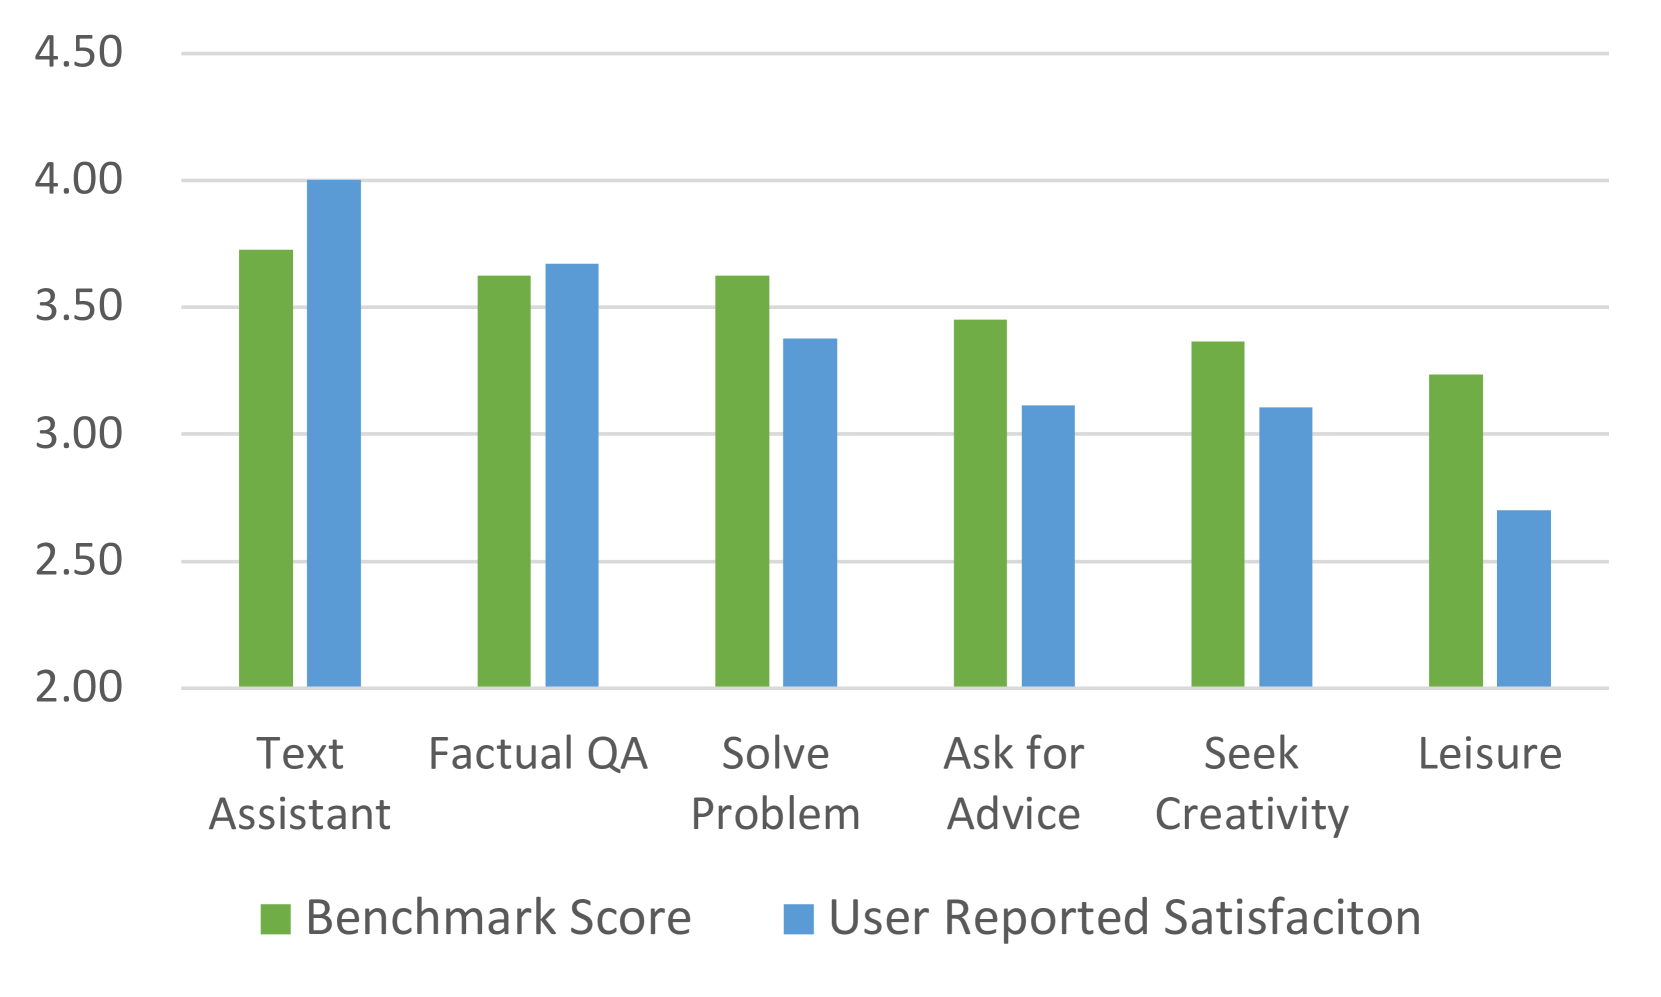 4.50
4.00
3.50
3.00
2.50
2.00
Text Assistant
Factual QA
Solve Problem
Ask for Advice
Seek Creativity
Leisure
Benchmark Score
User Reported Satisfaciton